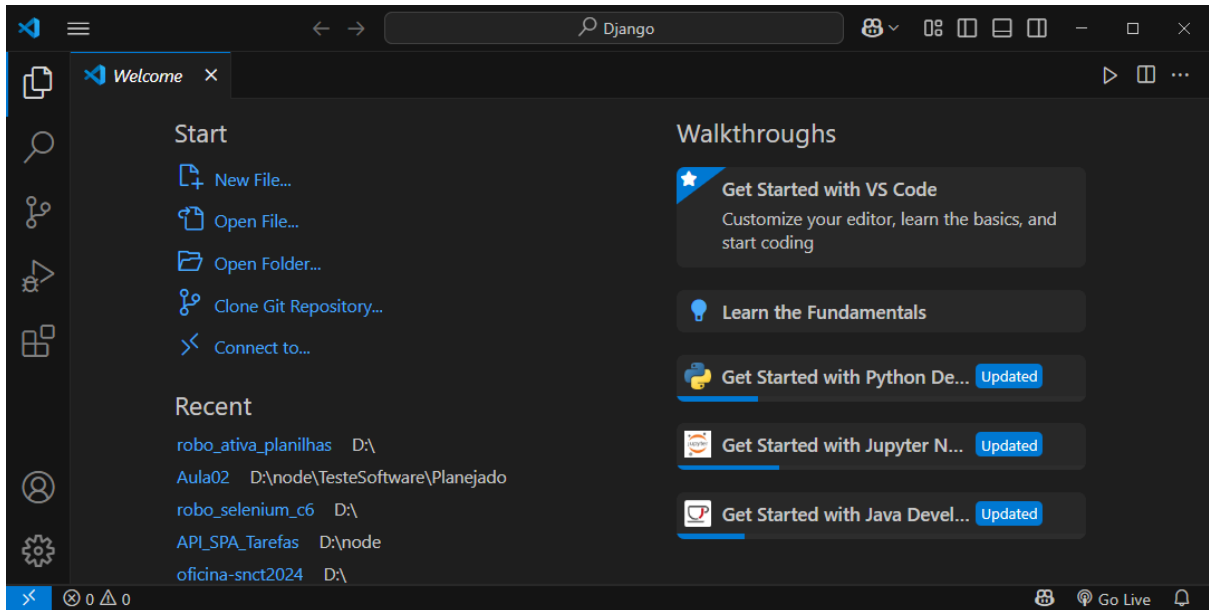 Django
Welcome
Start
New File...
Open File...
Open Folder...
Clone Git Repository...
Connect to...
Recent
robo_ativa_planilhas D:\
Aula02 D:\node\TesteSoftware\Planejado
robo_selenium_c6 D:\
API_SPA_Tarefas D:\node
oficina-snct2024 D:\
Walkthroughs
Get Started with VS Code
Customize your editor, learn the basics, and
start coding
Learn the Fundamentals
Get Started with Python De... Updated
Get Started with Jupyter N... Updated
Get Started with Java Devel... Updated
0 0
Go Live